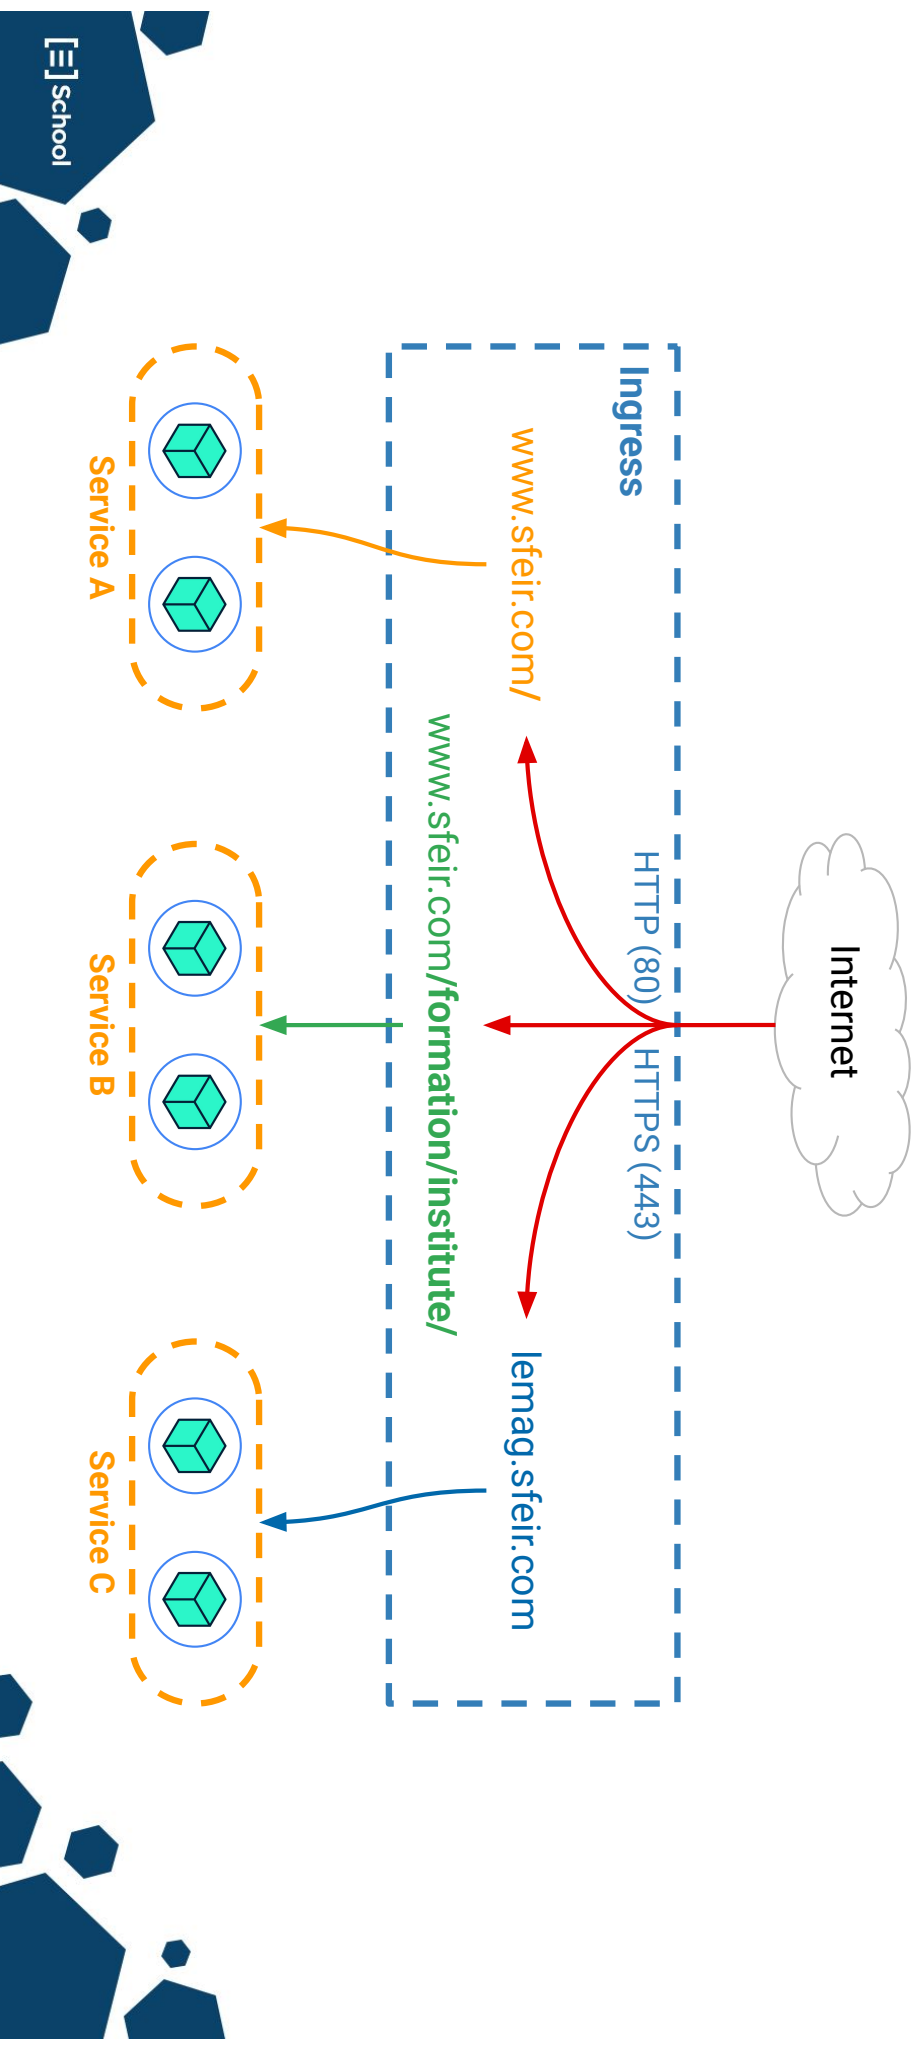 Internet
HTTP (80)
HTTPS (443)
Ingress
www.sfeir.com/
lemag.sfeir.com
www.sfeir.com/formation/institute/
Service A
Service B
Service C
School